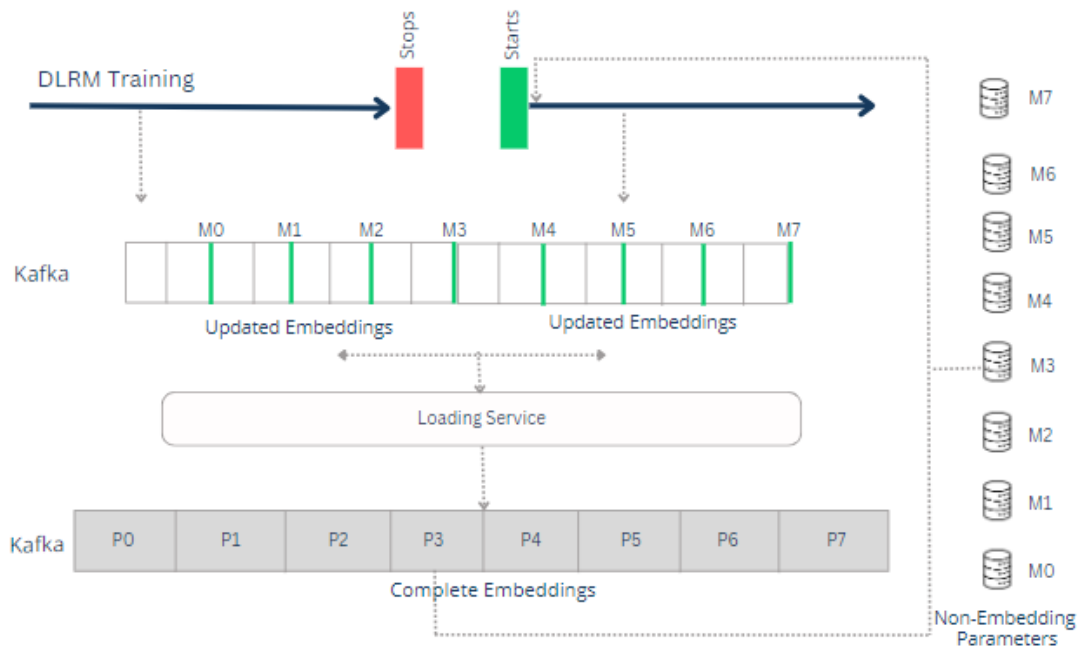 Stops
Starts
DLRM Training
M7
M6
M5
M4
M3
M2
M1
M0
Non-Embedding
Parameters
M0 M1 M2 M3 M4 M5 M6 M7
Kafka
Updated Embeddings
Updated Embeddings
Loading Service
Kafka
P0 P1 P2 P3 P4 P5 P6 P7
Complete Embeddings